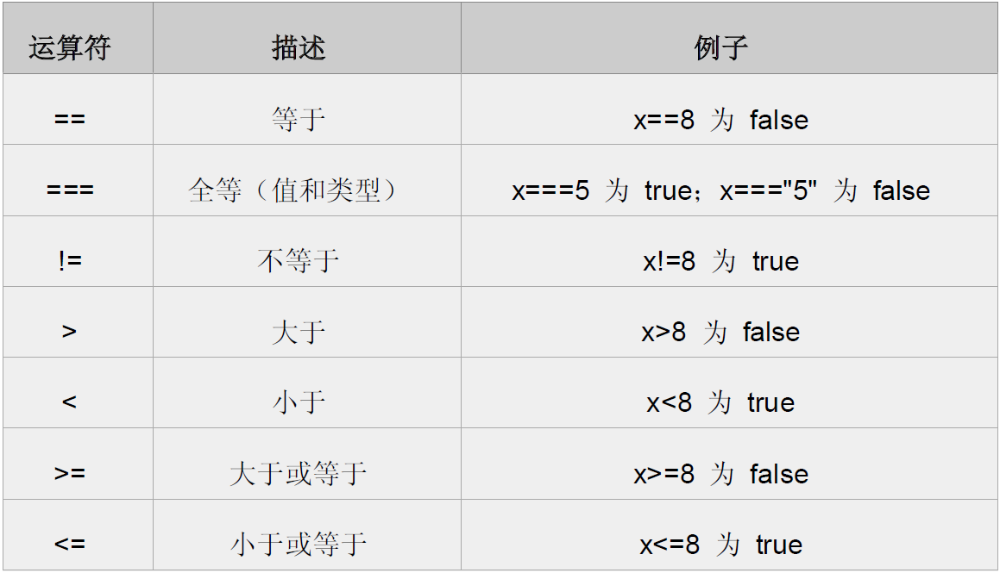 运算符 描述 例子
== 等于 x==8 为 false
=== 全等（值和类型） x===5 为 true；x==="5" 为 false
!= 不等于 x!=8 为 true
> 大于 x>8 为 false
< 小于 x<8 为 true
>= 大于或等于 x>=8 为 false
<= 小于或等于 x<=8 为 true